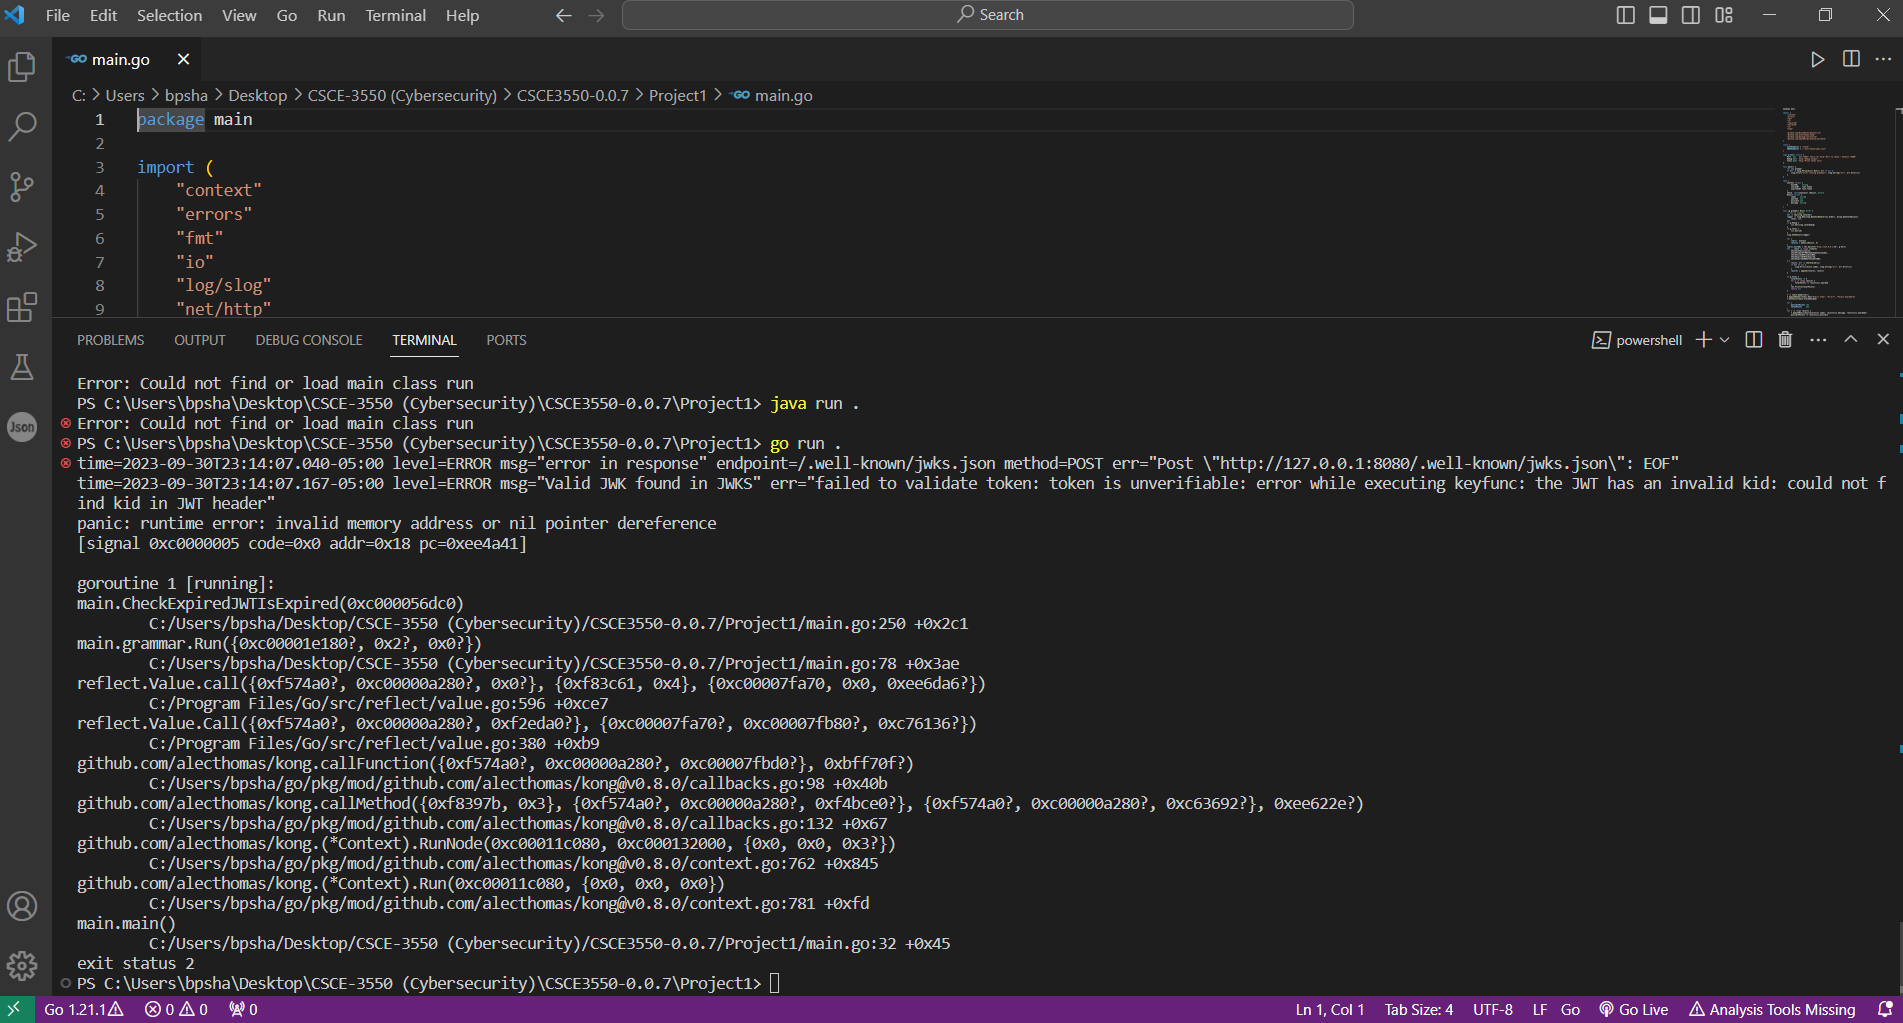 File Edit Selection View Go Run Terminal Help
Search
main.go
C: > Users > bpsha > Desktop > CSCE-3550 (Cybersecurity) > CSCE3550-0.0.7 > Project1 > GO main.go
1 package main
2
3 import (
4 "context"
5 "errors"
6 "fmt"
7 "io"
8 "log/slog"
9 "net/http"
PROBLEMS OUTPUT DEBUG CONSOLE TERMINAL PORTS
powershell
Error: Could not find or load main class run
PS C:\Users\bpsha\Desktop\CSCE-3550 (Cybersecurity)\CSCE3550-0.0.7\Project1> java run .
Error: Could not find or load main class run
PS C:\Users\bpsha\Desktop\CSCE-3550 (Cybersecurity)\CSCE3550-0.0.7\Project1> go run .
time=2023-09-30T23:14:07.040-05:00 level=ERROR msg="error in response" endpoint=/.well-known/jwks.json method=POST err="Post \"http://127.0.0.1:8080/.well-known/jwks.json\": EOF"
time=2023-09-30T23:14:07.167-05:00 level=ERROR msg="Valid JWK found in JWKS" err="failed to validate token: token is unverifiable: error while executing keyfunc: the JWT has an invalid kid: could not f
ind kid in JWT header"
panic: runtime error: invalid memory address or nil pointer dereference
[signal 0xc0000005 code=0x0 addr=0x18 pc=0xee4a41]
goroutine 1 [running]:
main.CheckExpiredJWTIsExpired(0xc000056dc0)
C:/Users/bpsha/Desktop/CSCE-3550 (Cybersecurity)/CSCE3550-0.0.7/Project1/main.go:250 +0x2c1
main.grammar.Run({0xc00001e180?, 0x2?, 0x0?})
C:/Users/bpsha/Desktop/CSCE-3550 (Cybersecurity)/CSCE3550-0.0.7/Project1/main.go:78 +0x3ae
reflect.Value.call({0xf574a0?, 0xc00000a280?, 0x0?}, {0xf83c61, 0x4}, {0xc00007fa70, 0x0, 0xee6da6?})
C:/Program Files/Go/src/reflect/value.go:596 +0xce7
reflect.Value.Call({0xf574a0?, 0xc00000a280?, 0xf2eda0?}, {0xc00007fa70?, 0xc00007fb80?, 0xc76136?})
C:/Program Files/Go/src/reflect/value.go:380 +0xb9
github.com/alecthomas/kong.callFunction({0xf574a0?, 0xc00000a280?, 0xc00007fbd0?}, 0xbff70f?)
C:/Users/bpsha/go/pkg/mod/github.com/alecthomas/kong@v0.8.0/callbacks.go:98 +0x40b
github.com/alecthomas/kong.callMethod({0xf8397b, 0x3}, {0xf574a0?, 0xc00000a280?, 0xf4bce0?}, {0xf574a0?, 0xc00000a280?, 0xc63692?}, 0xee622e?)
C:/Users/bpsha/go/pkg/mod/github.com/alecthomas/kong@v0.8.0/callbacks.go:132 +0x67
github.com/alecthomas/kong.(*Context).RunNode(0xc00011c080, 0xc000132000, {0x0, 0x0, 0x3?})
C:/Users/bpsha/go/pkg/mod/github.com/alecthomas/kong@v0.8.0/context.go:762 +0x845
github.com/alecthomas/kong.(*Context).Run(0xc00011c080, {0x0, 0x0, 0x0})
C:/Users/bpsha/go/pkg/mod/github.com/alecthomas/kong@v0.8.0/context.go:781 +0xfd
main.main()
C:/Users/bpsha/Desktop/CSCE-3550 (Cybersecurity)/CSCE3550-0.0.7/Project1/main.go:32 +0x45
exit status 2
PS C:\Users\bpsha\Desktop\CSCE-3550 (Cybersecurity)\CSCE3550-0.0.7\Project1>
Go 1.21.1 0 0 0 Ln 1, Col 1 Tab Size: 4 UTF-8 LF Go Go Live Analysis Tools Missing